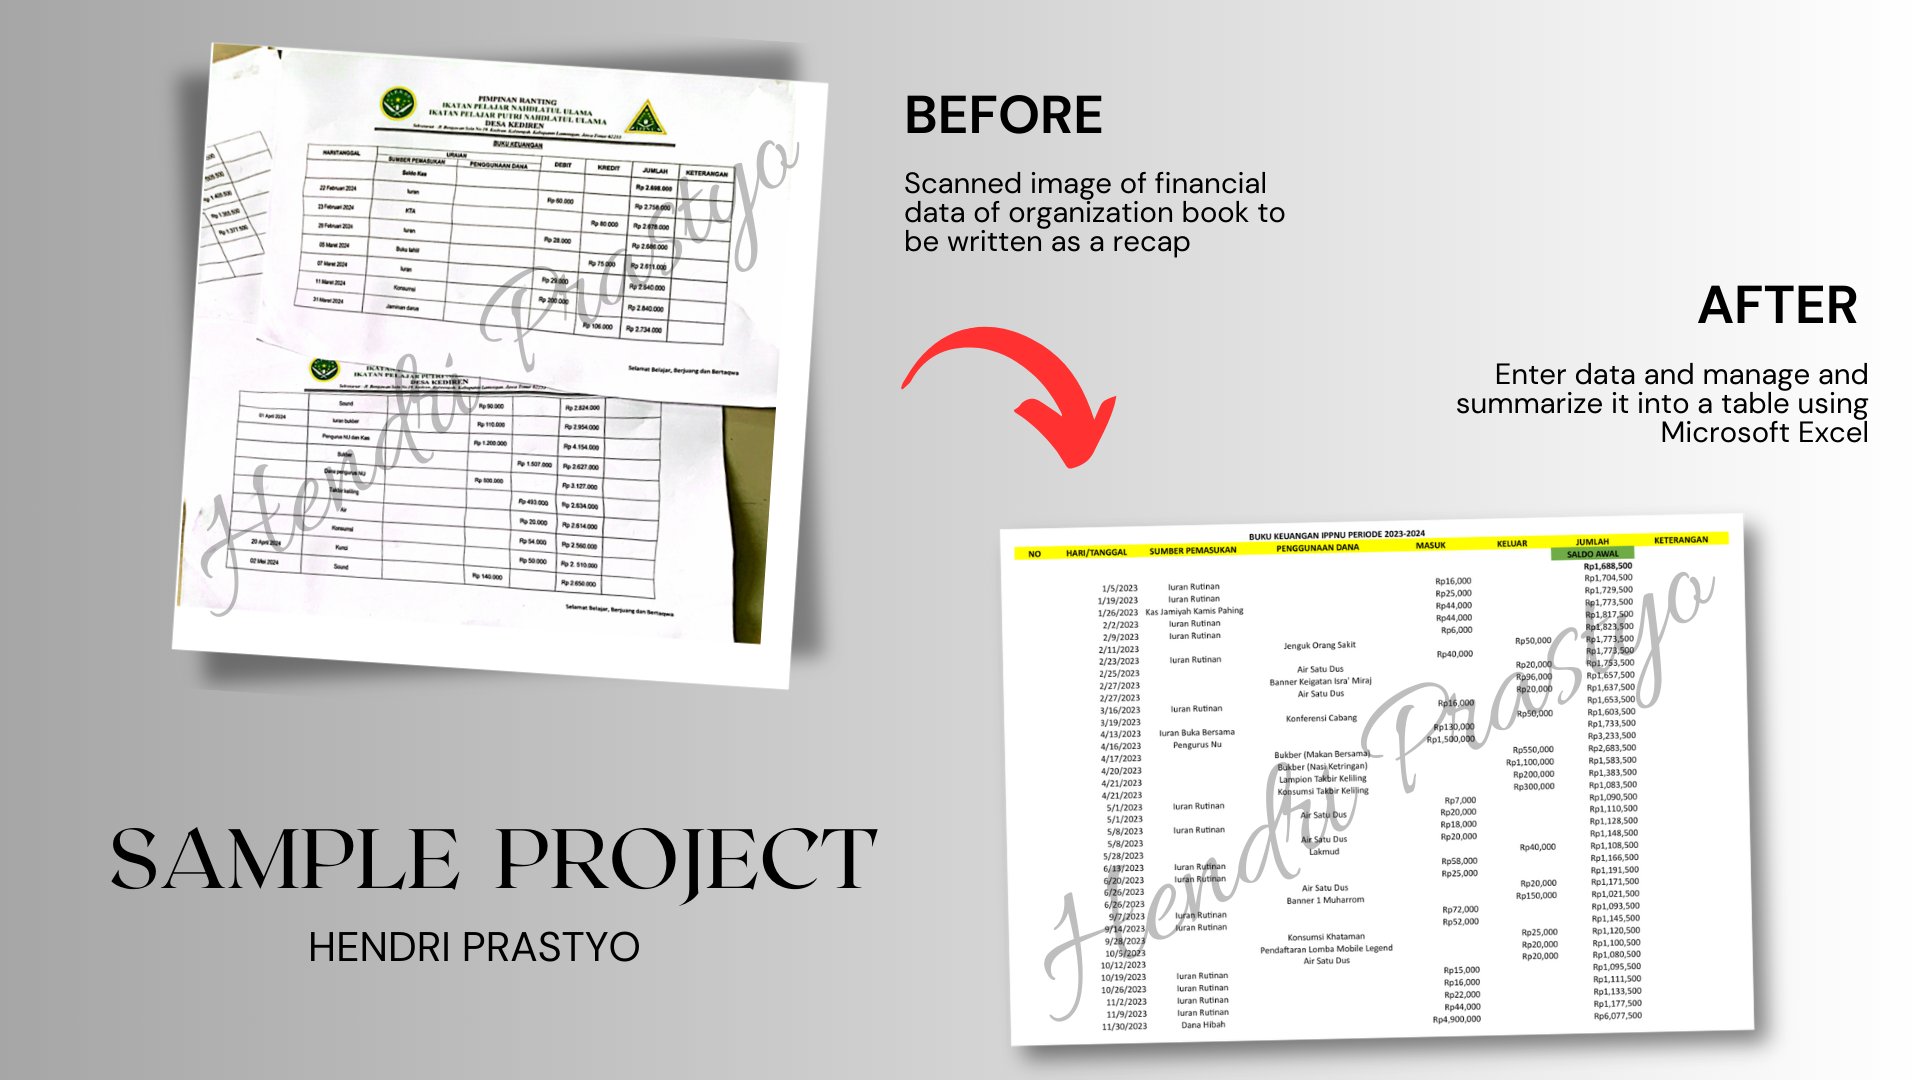 PIMPINAN RANTING
IKATAN PELAJAR NAHDLATUL ULAMA
IKATAN PELAJAR PUTRI NAHDLATUL ULAMA
DESA KEDIREN
BUKU KEUANGAN
HARI/TANGGAL URAIAN DEBIT KREDIT JUMLAH KETERANGAN
SUMBER PEMASUKAN PENGGUNAAN DANA
Saldo Kas Rp 2.698.000
22 Februari 2024 Iuran Rp 60.000 Rp 2.758.000
23 Februari 2024 KTA Rp 80.000 Rp 2.678.000
29 Februari 2024 Iuran Rp 28.000 Rp 2.686.000
05 Maret 2024 Buku tahlil Rp 75.000 Rp 2.611.000
07 Maret 2024 Iuran Rp 29.000 Rp 2.640.000
11 Maret 2024 Konsumsi Rp 200.000 Rp 2.840.000
31 Maret 2024 Jaminan darus Rp 106.000 Rp 2.734.000
Selamat Belajar, Berjuang dan Bertaqwa
Rp 1.377.500
IKATAN PELAJAR PUTRI
DESA KEDIREN
Sound Rp 90.000 Rp 2.824.000
01 April 2024 Iuran bukber Rp 110.000 Rp 2.954.000
Pengurus NU dan Kas Rp 1.200.000 Rp 4.154.000
Bukber Rp 1.507.000 Rp 2.627.000
Dana pengurus NU Rp 500.000 Rp 3.127.000
Takbir keliling Rp 493.000 Rp 2.634.000
Air Rp 20.000 Rp 2.614.000
Konsumsi Rp 54.000 Rp 2.560.000
20 April 2024 Kunci Rp 50.000 Rp 2. 510.000
02 Mei 2024 Sound Rp 140.000 Rp 2.650.000
Selamat Belajar, Berjuang dan Bertaqwa
Hendri Prastyo
BEFORE
Scanned image of financial
data of organization book to
be written as a recap
AFTER
Enter data and manage and
summarize it into a table using
Microsoft Excel
BUKU KEUANGAN IPPNU PERIODE 2023-2024
NO HARI/TANGGAL SUMBER PEMASUKAN PENGGUNAAN DANA MASUK KELUAR JUMLAH KETERANGAN
SALDO AWAL
Rp1,688,500
1/5/2023 Iuran Rutinan Rp16,000 Rp1,704,500
1/19/2023 Iuran Rutinan Rp25,000 Rp1,729,500
1/26/2023 Kas Jamiyah Kamis Pahing Rp44,000 Rp1,773,500
2/2/2023 Iuran Rutinan Rp44,000 Rp1,817,500
2/9/2023 Iuran Rutinan Rp6,000 Rp1,823,500
2/11/2023 Jenguk Orang Sakit Rp50,000 Rp1,773,500
2/23/2023 Iuran Rutinan Rp40,000 Rp1,773,500
2/25/2023 Air Satu Dus Rp20,000 Rp1,753,500
2/27/2023 Banner Keigatan Isra' Miraj Rp96,000 Rp1,657,500
2/27/2023 Air Satu Dus Rp20,000 Rp1,637,500
3/16/2023 Iuran Rutinan Rp16,000 Rp1,653,500
3/19/2023 Konferensi Cabang Rp50,000 Rp1,603,500
4/13/2023 Iuran Buka Bersama Rp130,000 Rp1,733,500
4/16/2023 Pengurus Nu Rp1,500,000 Rp3,233,500
4/17/2023 Bukber (Makan Bersama) Rp550,000 Rp2,683,500
4/20/2023 Bukber (Nasi Ketringan) Rp1,100,000 Rp1,583,500
4/21/2023 Lampion Takbir Keliling Rp200,000 Rp1,383,500
4/21/2023 Konsumsi Takbir Keliling Rp300,000 Rp1,083,500
5/1/2023 Iuran Rutinan Rp7,000 Rp1,090,500
5/1/2023 Air Satu Dus Rp20,000 Rp1,110,500
5/8/2023 Iuran Rutinan Rp18,000 Rp1,128,500
5/8/2023 Air Satu Dus Rp20,000 Rp1,148,500
5/28/2023 Lakmud Rp40,000 Rp1,108,500
6/13/2023 Iuran Rutinan Rp58,000 Rp1,166,500
6/20/2023 Iuran Rutinan Rp25,000 Rp1,191,500
6/26/2023 Air Satu Dus Rp20,000 Rp1,171,500
6/26/2023 Banner 1 Muharrom Rp150,000 Rp1,021,500
9/7/2023 Iuran Rutinan Rp72,000 Rp1,093,500
9/14/2023 Iuran Rutinan Rp52,000 Rp1,145,500
9/28/2023 Konsumsi Khataman Rp25,000 Rp1,120,500
10/5/2023 Pendaftaran Lomba Mobile Legend Rp20,000 Rp1,100,500
10/12/2023 Air Satu Dus Rp20,000 Rp1,080,500
10/19/2023 Iuran Rutinan Rp15,000 Rp1,095,500
10/26/2023 Iuran Rutinan Rp16,000 Rp1,111,500
11/2/2023 Iuran Rutinan Rp22,000 Rp1,133,500
11/9/2023 Iuran Rutinan Rp44,000 Rp1,177,500
11/30/2023 Dana Hibah Rp4,900,000 Rp6,077,500
Hendri Prastyo
SAMPLE PROJECT
HENDRI PRASTYO